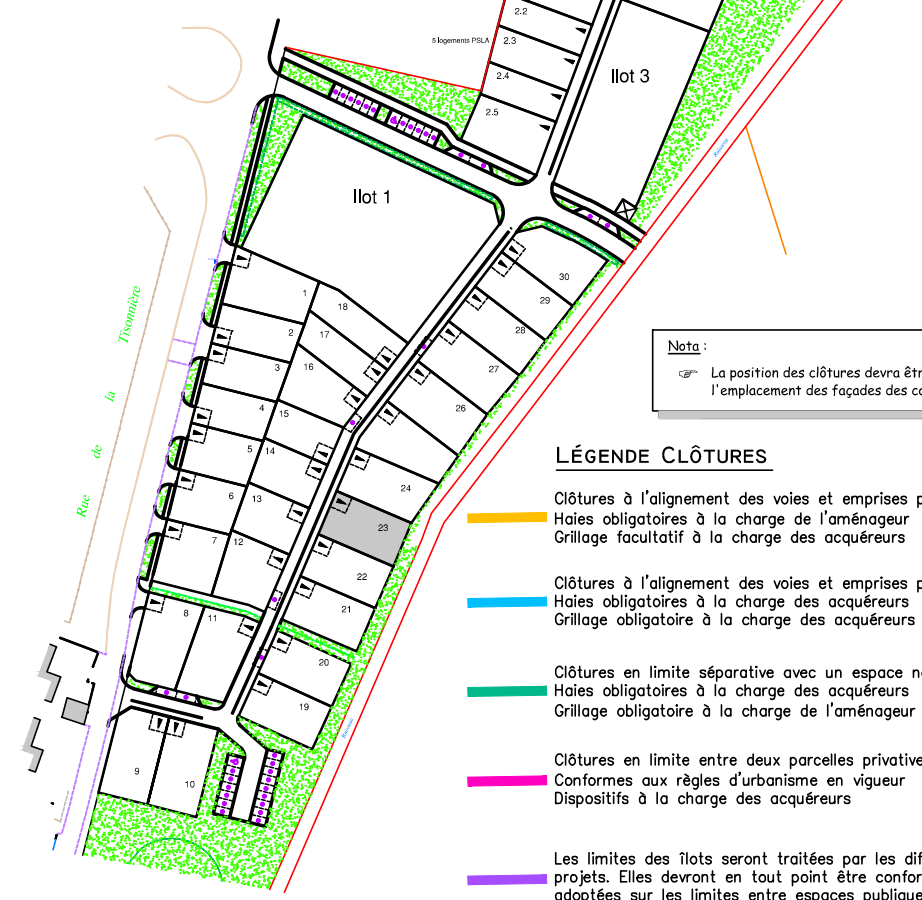 2.2
5 logements PSLA
2.3
2.4
2.5
Ilot 3
Ilot 1
Ruisseau
30
29
28
27
26
24
23
22
21
20
19
1
18
2
17
3
16
4
15
5
14
6
13
7
12
8
11
9
10
Rue de la Tisonnière
Ruisseau
Nota :
La position des clôtures devra êtr
l'emplacement des façades des co
LÉGENDE CLÔTURES
Clôtures à l'alignement des voies et emprises p
Haies obligatoires à la charge de l'aménageur
Grillage facultatif à la charge des acquéreurs
Clôtures à l'alignement des voies et emprises p
Haies obligatoires à la charge des acquéreurs
Grillage obligatoire à la charge des acquéreurs
Clôtures en limite séparative avec un espace n
Haies obligatoires à la charge des acquéreurs
Grillage obligatoire à la charge de l'aménageur
Clôtures en limite entre deux parcelles privative
Conformes aux règles d'urbanisme en vigueur
Dispositifs à la charge des acquéreurs
Les limites des îlots seront traitées par les dif
projets. Elles devront en tout point être confor
adoptées sur les limites entre espaces publique